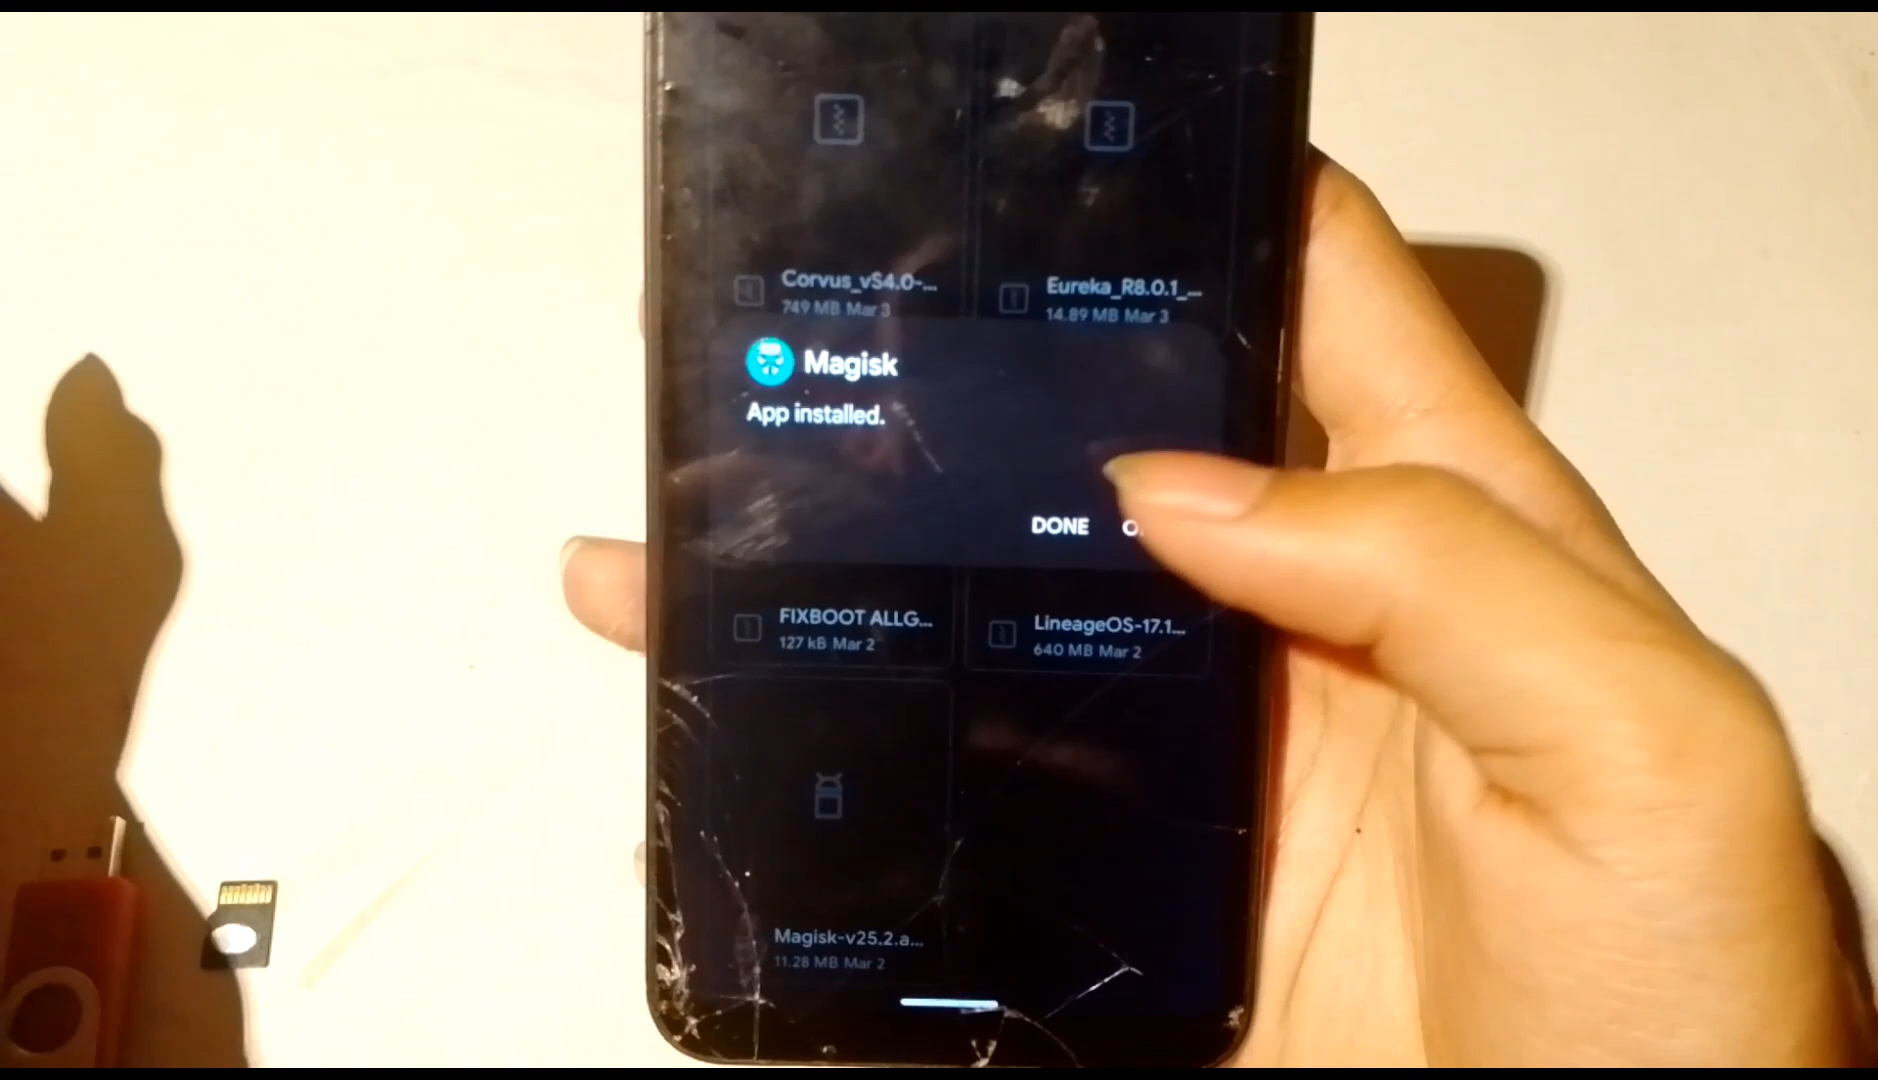 Corvus_vS4.0-...
749 MB Mar 3
Eureka_R8.0.1_...
14.89 MB Mar 3
Magisk
App installed.
DONE
FIXBOOT ALLG...
127 kB Mar 2
LineageOS-17.1...
640 MB Mar 2
Magisk-v25.2.a...
11.28 MB Mar 2